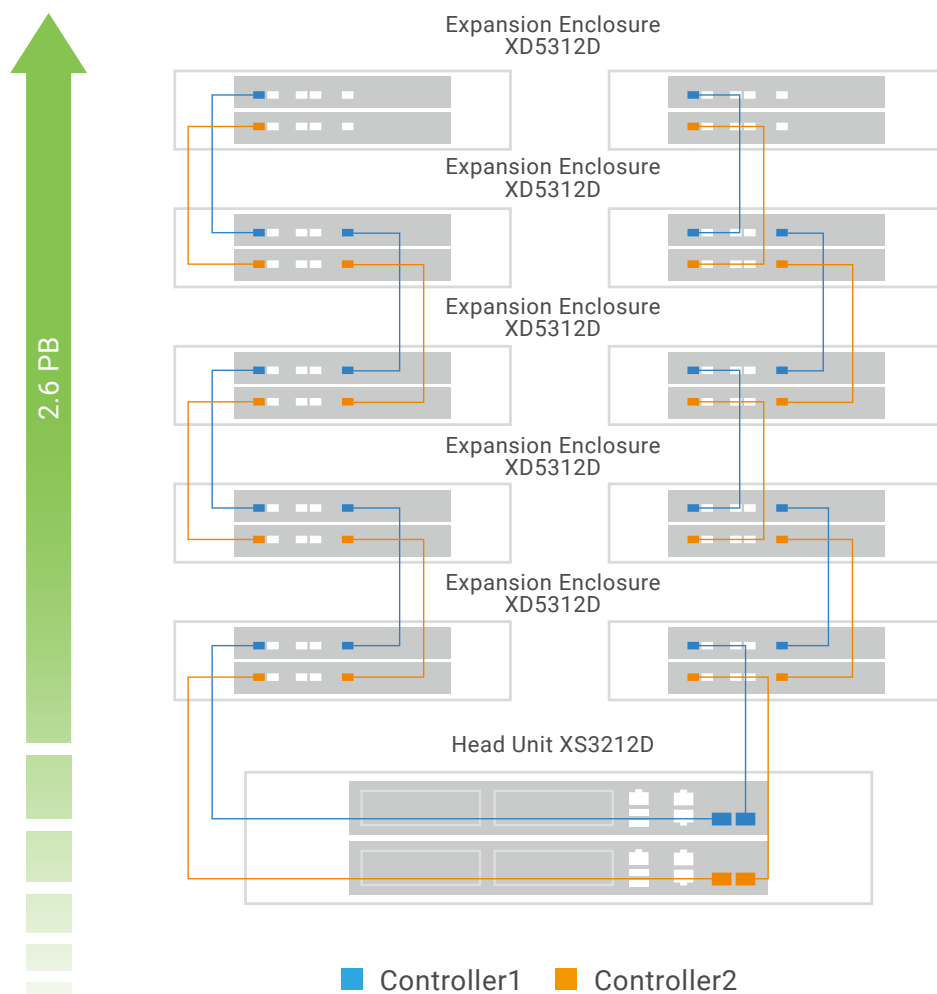 Expansion Enclosure
XD5312D
Expansion Enclosure
XD5312D
Expansion Enclosure
XD5312D
Expansion Enclosure
XD5312D
Expansion Enclosure
XD5312D
2.6 PB
Head Unit XS3212D
Controller1
Controller2